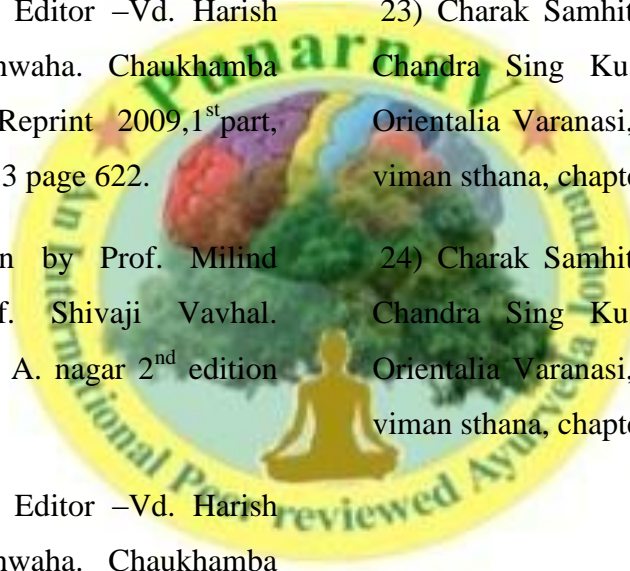 Editor –Vd. Harish
nwaha. Chaukhamba
Reprint 2009,1st part,
3 page 622.
n by Prof. Milind
f. Shivaji Vavhal.
A. nagar 2nd edition
Editor –Vd. Harish
nwaha. Chaukhamba
23) Charak Samhit
Chandra Sing Ku
Orientalia Varanasi,
viman sthana, chapte
24) Charak Samhit
Chandra Sing Ku
Orientalia Varanasi,
viman sthana, chapte
PunarnaV
An International Peer reviewed Ayurveda Journal